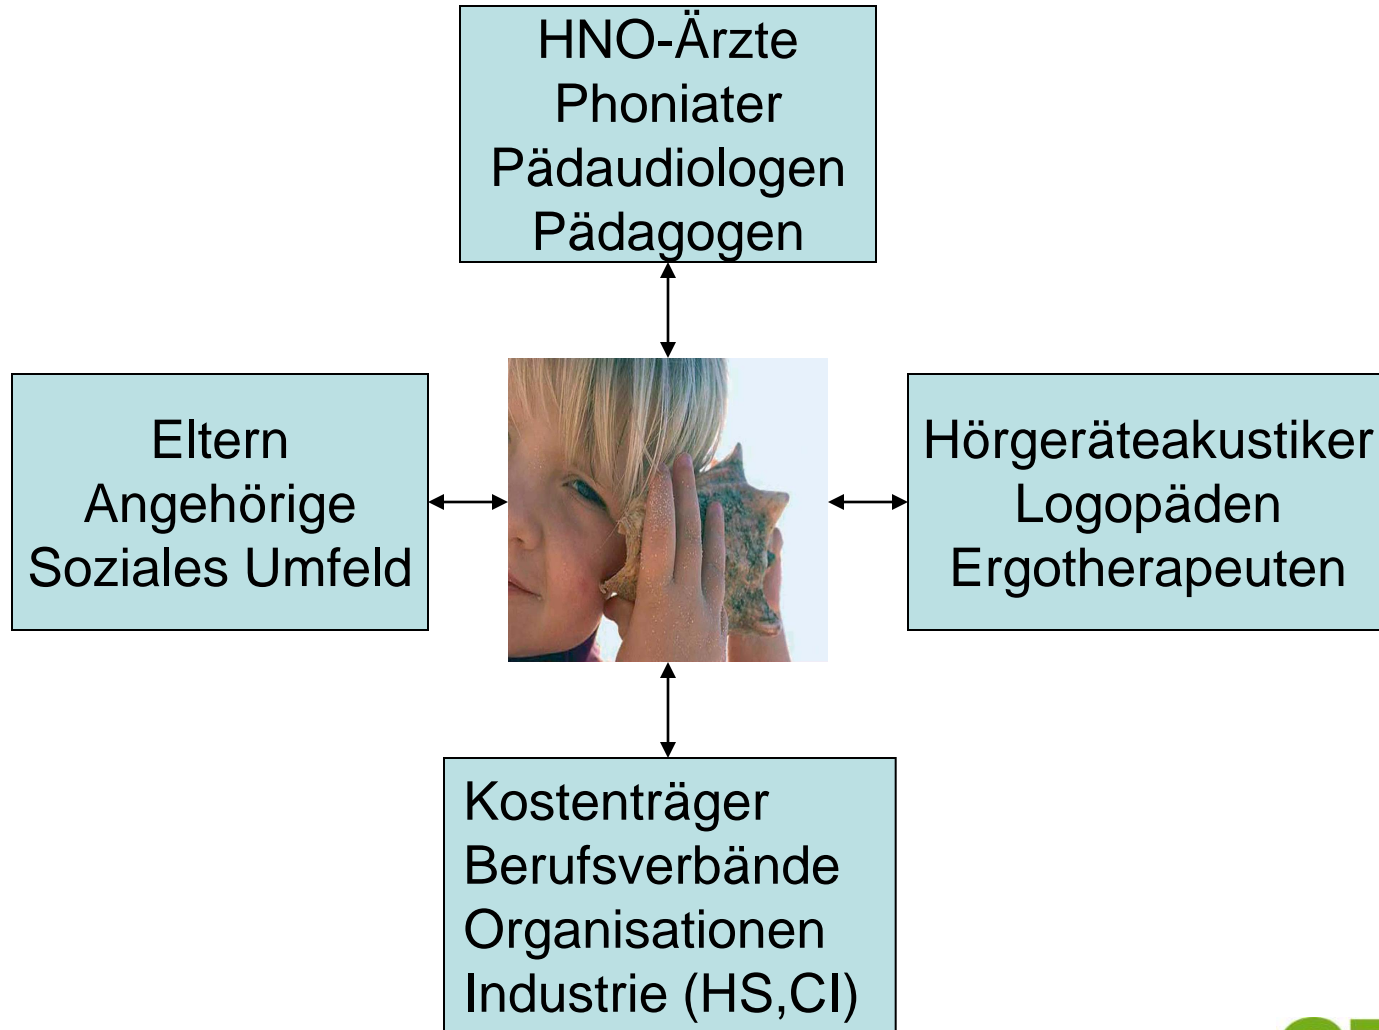 HNO-Ärzte
Phoniater
Pädaudiologen
Pädagogen
Eltern
Angehörige
Soziales Umfeld
Hörgeräteakustiker
Logopäden
Ergotherapeuten
Kostenträger
Berufsverbände
Organisationen
Industrie (HS,CI)